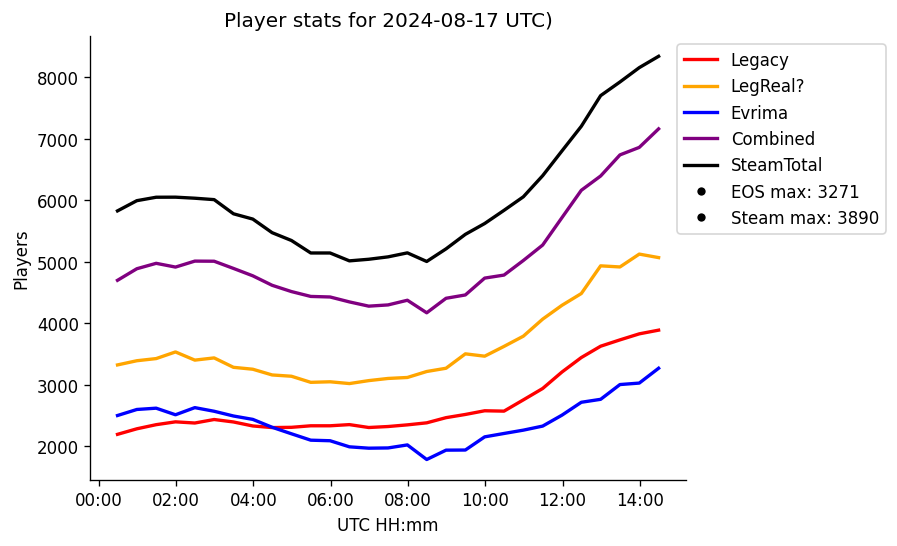 Player stats for 2024-08-17 UTC)
Legacy
LegReal?
Evrima
Combined
SteamTotal
EOS max: 3271
Steam max: 3890
8000
7000
6000
5000
4000
3000
2000
Players
00:00 02:00 04:00 06:00 08:00 10:00 12:00 14:00
UTC HH:mm